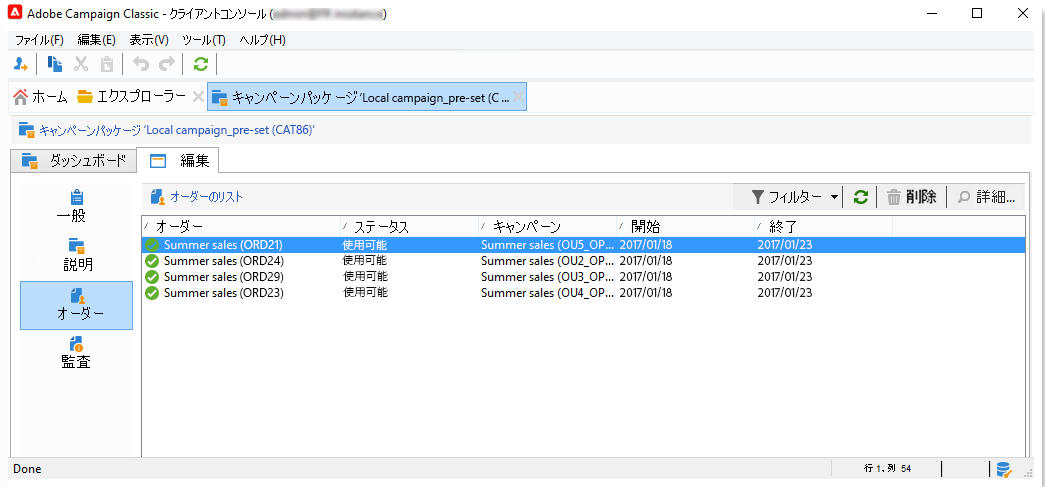 Adobe Campaign Classic - クライアントコンソール (
ファイル(F) 編集(E) 表示(V) ツール(T) ヘルプ(H)
ホーム エクスプローラー キャンペーンパッケージ 'Local campaign_pre-set (C ...
キャンペーンパッケージ 'Local campaign_pre-set (CAT86)'
ダッシュボード 編集
一般
説明
オーダー
監査
オーダーのリスト フィルター 削除 詳細...
オーダー ステータス キャンペーン 開始 終了
Summer sales (ORD21) 使用可能 Summer sales (OU5_OP... 2017/01/18 2017/01/23
Summer sales (ORD24) 使用可能 Summer sales (OU2_OP... 2017/01/18 2017/01/23
Summer sales (ORD29) 使用可能 Summer sales (OU3_OP... 2017/01/18 2017/01/23
Summer sales (ORD23) 使用可能 Summer sales (OU4_OP... 2017/01/18 2017/01/23
Done 行 1、列 54